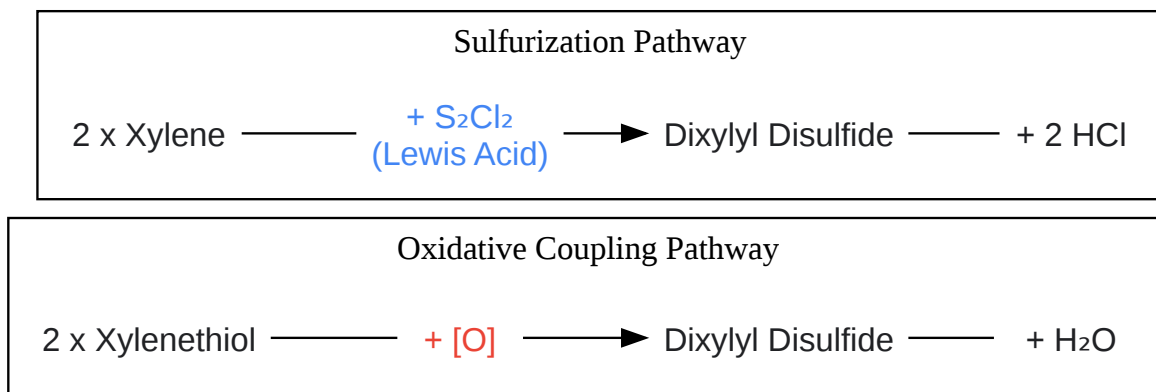 Sulfurization Pathway
2 x Xylene + S₂Cl₂ (Lewis Acid) Dixylyl Disulfide + 2 HCl
Oxidative Coupling Pathway
2 x Xylenethiol + [O] Dixylyl Disulfide + H₂O